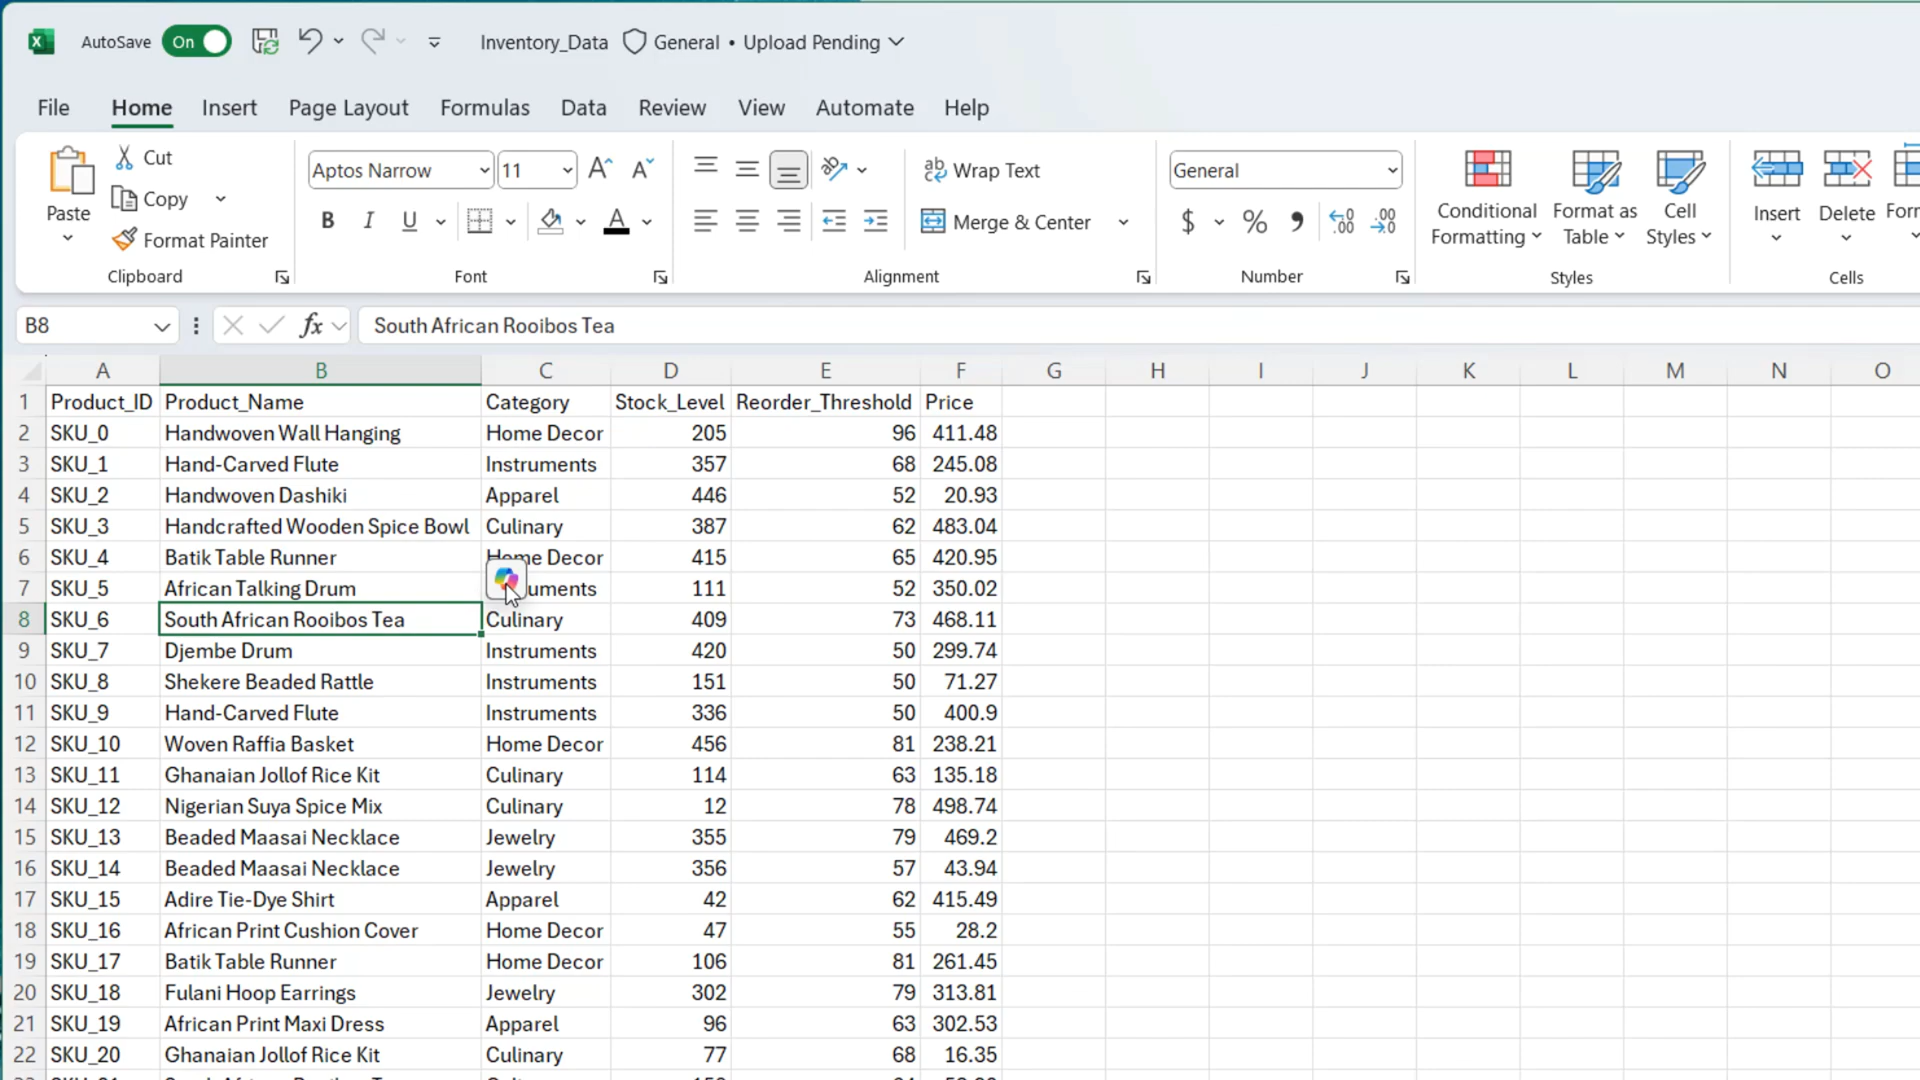 AutoSave On Inventory_Data General • Upload Pending
File Home Insert Page Layout Formulas Data Review View Automate Help
Paste Cut Copy Format Painter Clipboard
Aptos Narrow 11 A A B I U A Font
ab Wrap Text Merge & Center Alignment
General $ % , .00 .00 Number
Conditional Formatting Format as Table Cell Styles Styles
Insert Delete Cells
B8 fx South African Rooibos Tea
A B C D E F G H I J K L M N O
1 Product_ID Product_Name Category Stock_Level Reorder_Threshold Price
2 SKU_0 Handwoven Wall Hanging Home Decor 205 96 411.48
3 SKU_1 Hand-Carved Flute Instruments 357 68 245.08
4 SKU_2 Handwoven Dashiki Apparel 446 52 20.93
5 SKU_3 Handcrafted Wooden Spice Bowl Culinary 387 62 483.04
6 SKU_4 Batik Table Runner Home Decor 415 65 420.95
7 SKU_5 African Talking Drum uments 111 52 350.02
8 SKU_6 South African Rooibos Tea Culinary 409 73 468.11
9 SKU_7 Djembe Drum Instruments 420 50 299.74
10 SKU_8 Shekere Beaded Rattle Instruments 151 50 71.27
11 SKU_9 Hand-Carved Flute Instruments 336 50 400.9
12 SKU_10 Woven Raffia Basket Home Decor 456 81 238.21
13 SKU_11 Ghanaian Jollof Rice Kit Culinary 114 63 135.18
14 SKU_12 Nigerian Suya Spice Mix Culinary 12 78 498.74
15 SKU_13 Beaded Maasai Necklace Jewelry 355 79 469.2
16 SKU_14 Beaded Maasai Necklace Jewelry 356 57 43.94
17 SKU_15 Adire Tie-Dye Shirt Apparel 42 62 415.49
18 SKU_16 African Print Cushion Cover Home Decor 47 55 28.2
19 SKU_17 Batik Table Runner Home Decor 106 81 261.45
20 SKU_18 Fulani Hoop Earrings Jewelry 302 79 313.81
21 SKU_19 African Print Maxi Dress Apparel 96 63 302.53
22 SKU_20 Ghanaian Jollof Rice Kit Culinary 77 68 16.35